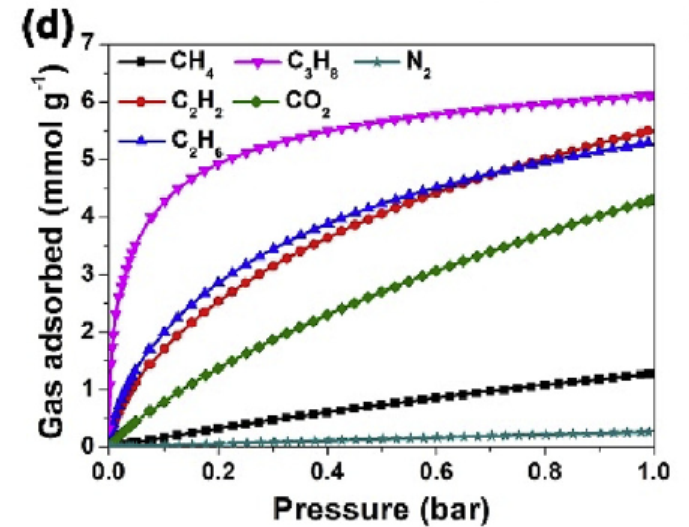 (d)
Gas adsorbed (mmol g⁻¹)
7
6
5
4
3
2
1
0
CH₄ C₃H₈ N₂
C₂H₂ CO₂
C₂H₆
0.0 0.2 0.4 0.6 0.8 1.0
Pressure (bar)